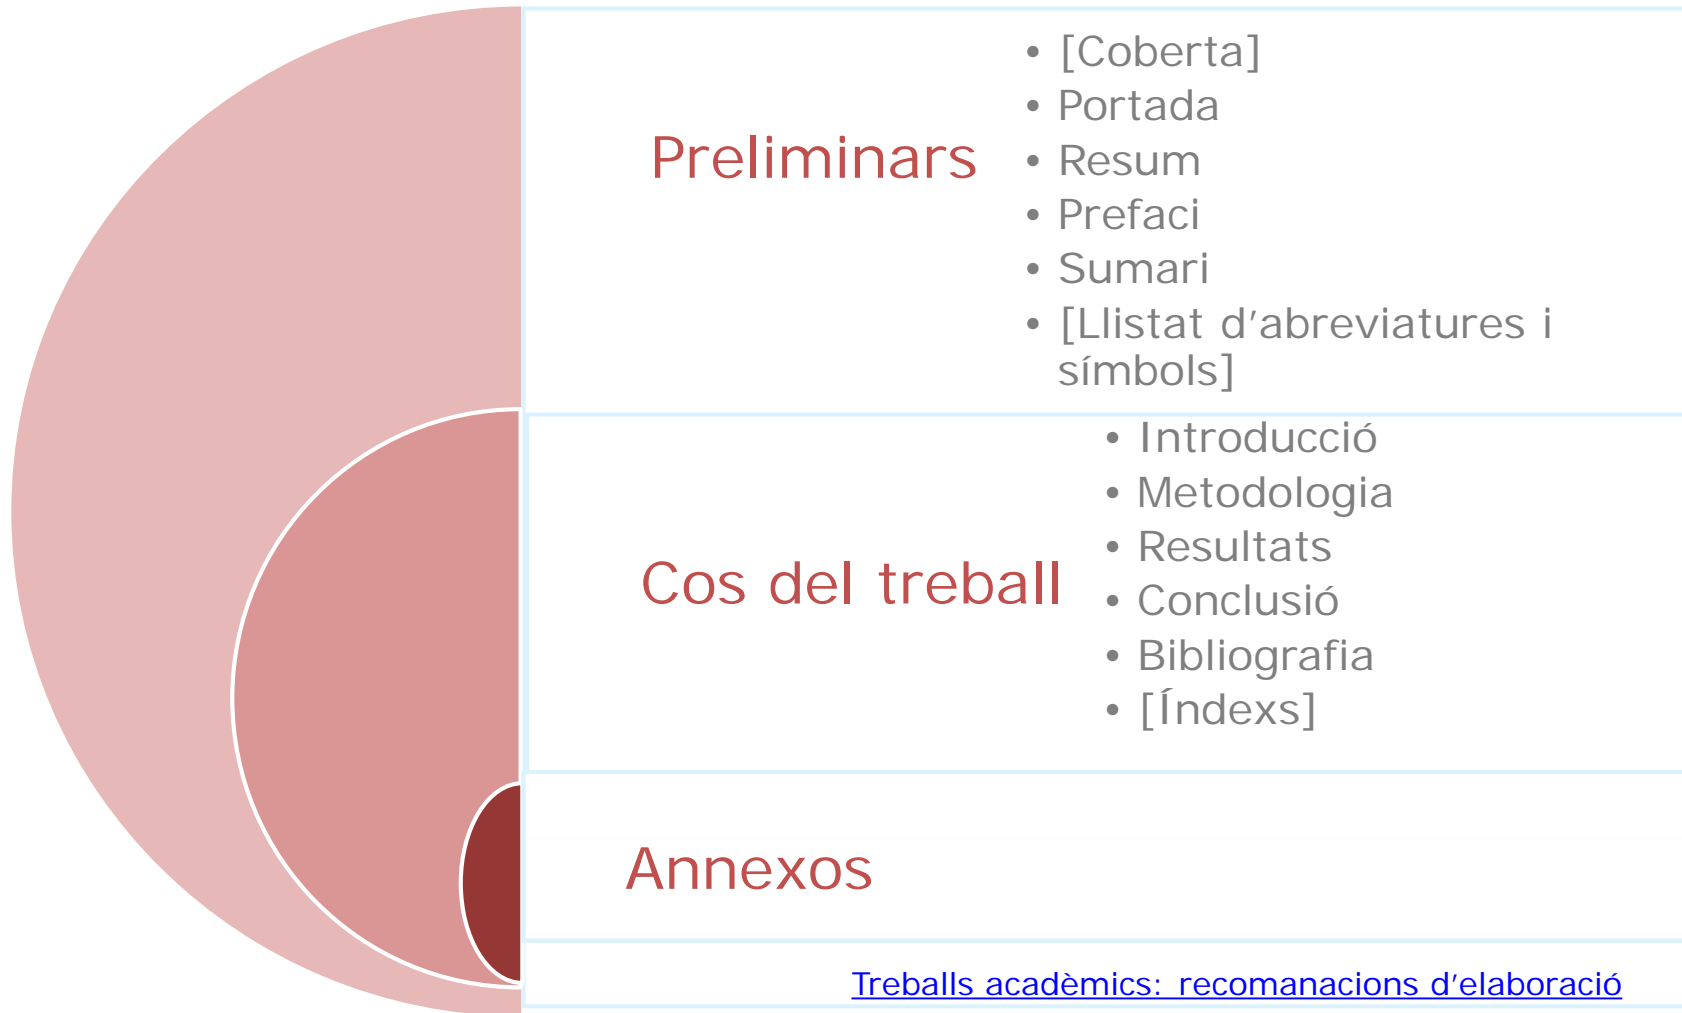 Preliminars
• [Coberta]
• Portada
• Resum
• Prefaci
• Sumari
• [Llistat d'abreviatures i
símbols]
Cos del treball
• Introducció
• Metodologia
• Resultats
• Conclusió
• Bibliografia
• [Índexs]
Annexos
Treballs acadèmics: recomanacions d'elaboració